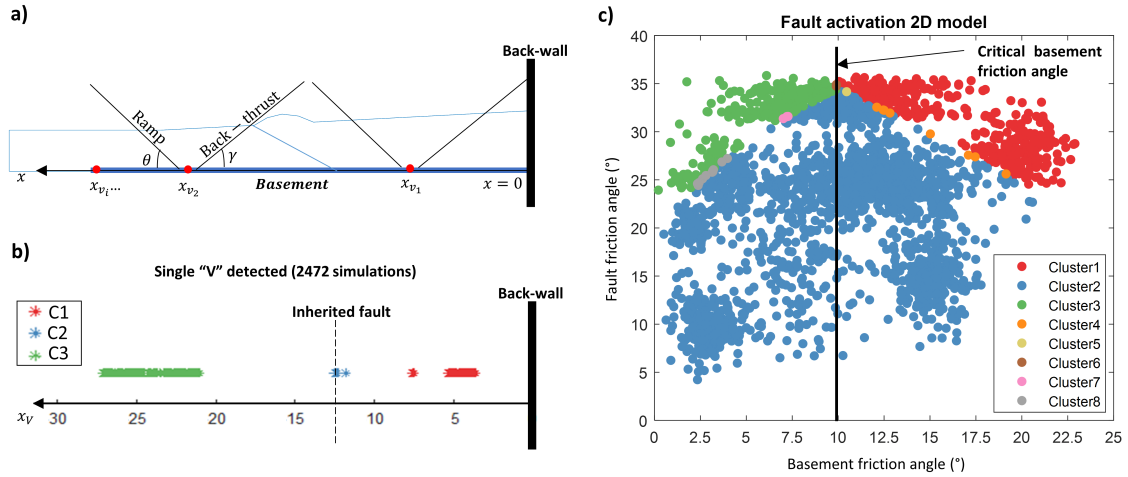 a)
Back-wall
Ramp
Back – thrust
θ
γ
x
x_{v_i}...
x_{v_2}
Basement
x_{v_1}
x = 0
b)
Single “V” detected (2472 simulations)
Back-wall
Inherited fault
C1
C2
C3
x_V
30
25
20
15
10
5
c)
Fault activation 2D model
Critical basement
friction angle
Fault friction angle (°)
40
35
30
25
20
15
10
5
0
Cluster1
Cluster2
Cluster3
Cluster4
Cluster5
Cluster6
Cluster7
Cluster8
0 2.5 5 7.5 10 12.5 15 17.5 20 22.5 25
Basement friction angle (°)